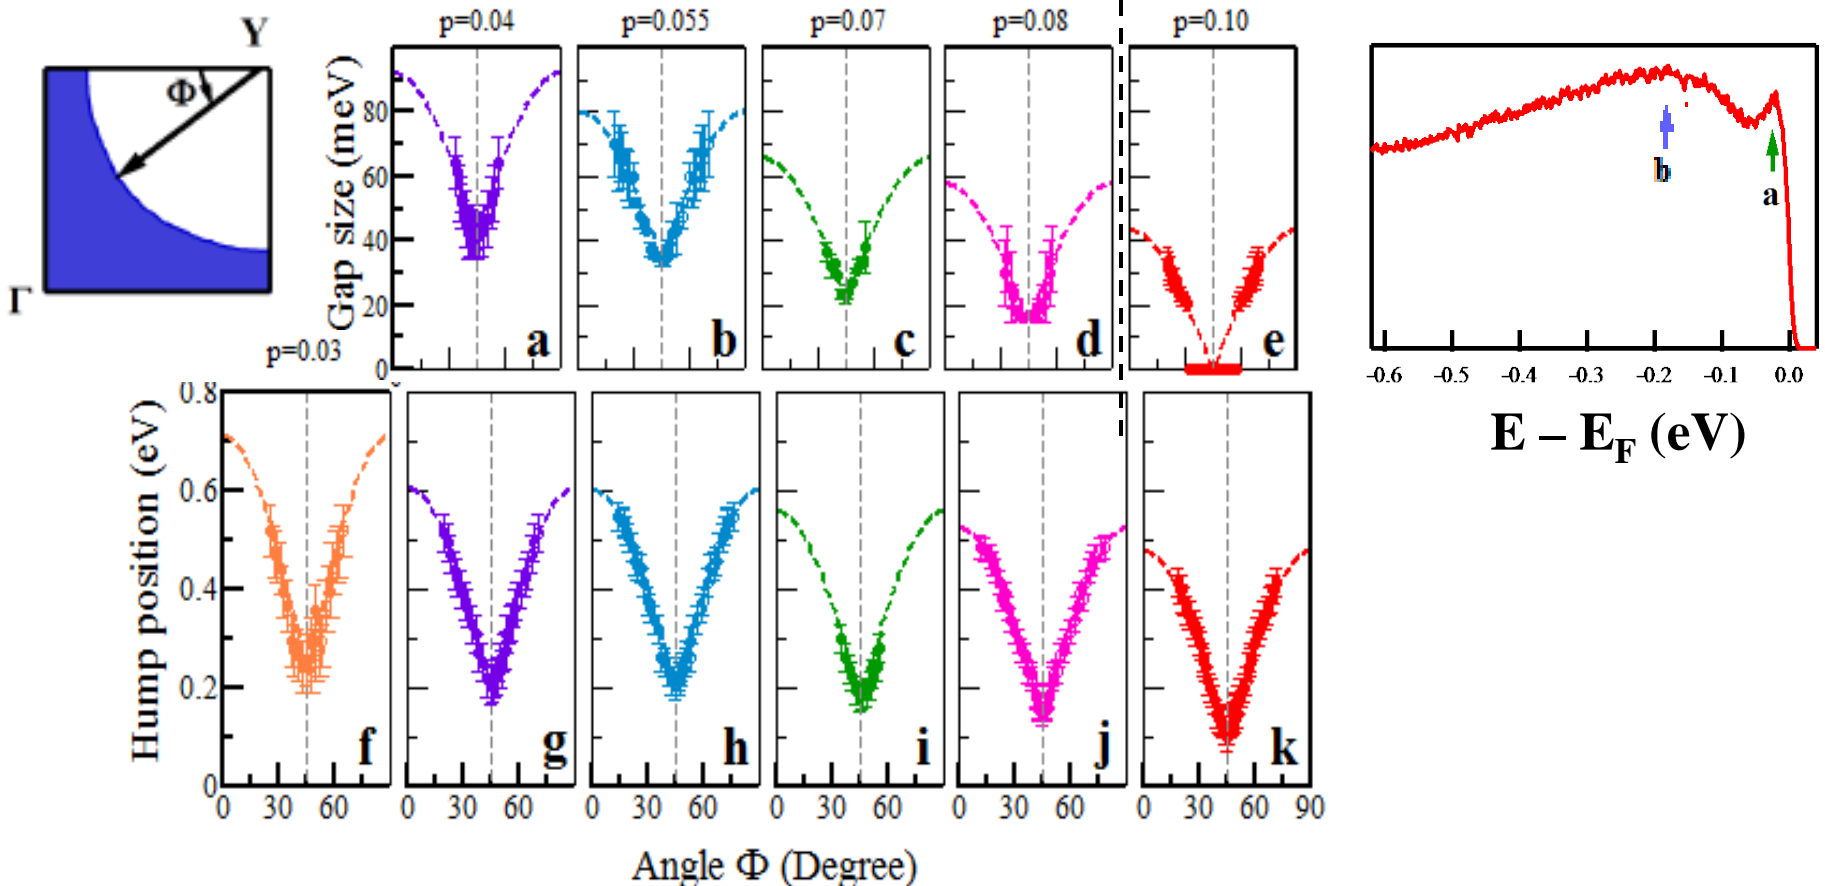 Y
Φ
Γ
p=0.04 p=0.055 p=0.07 p=0.08 p=0.10
Gap size (meV)
80
60
40
20
0
a b c d e
p=0.03
Hump position (eV)
0.8
0.6
0.4
0.2
0
f g h i j k
0 30 60 0 30 60 0 30 60 0 30 60 0 30 60 0 30 60 90
Angle Φ (Degree)
h
a
-0.6 -0.5 -0.4 -0.3 -0.2 -0.1 0.0
E – EF (eV)